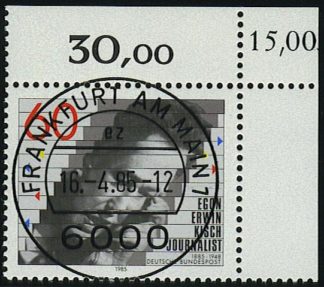 30,00
15,00
60
FRANKFURT AM MAIN 1
ez
16.-4.85-12
6000
EGON
ERWIN
KISCH
JOURNALIST
1885-1948
DEUTSCHE BUNDESPOST
1985